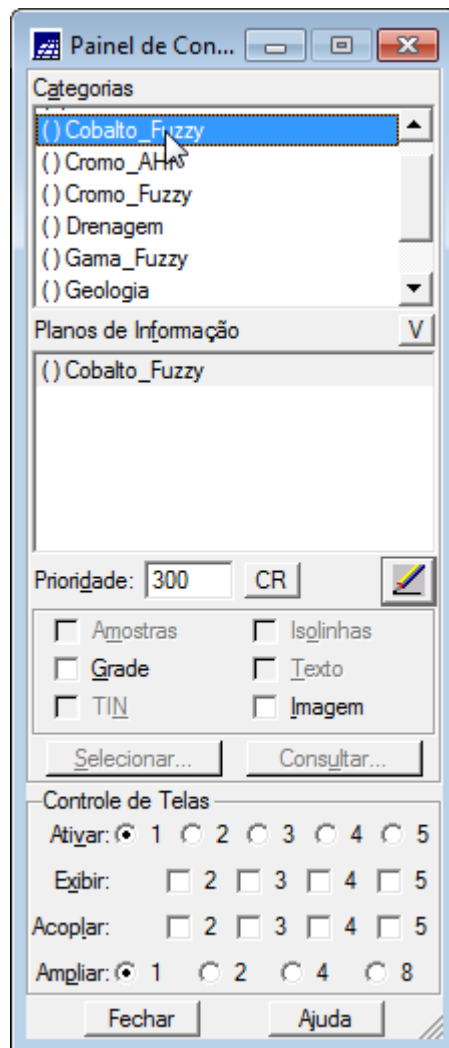 Painel de Con...
Categorias
( ) Cobalto_Fuzzy
( ) Cromo_AHP
( ) Cromo_Fuzzy
( ) Drenagem
( ) Gama_Fuzzy
( ) Geologia
Planos de Informação V
( ) Cobalto_Fuzzy
Prioridade: 300 CR
Amostras Isolinhas
Grade Texto
TIN Imagem
Selecionar... Consultar...
Controle de Telas
Ativar: 1 2 3 4 5
Exibir: 2 3 4 5
Acoplar: 2 3 4 5
Ampliar: 1 2 4 8
Fechar Ajuda